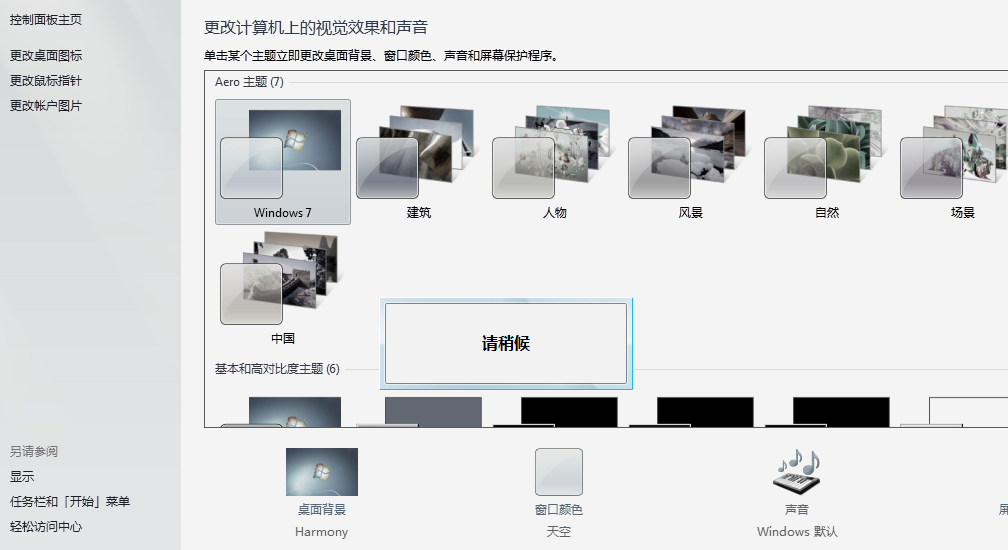 控制面板主页
更改桌面图标
更改鼠标指针
更改帐户图片
更改计算机上的视觉效果和声音
单击某个主题立即更改桌面背景、窗口颜色、声音和屏幕保护程序。
Aero 主题 (7)
Windows 7
建筑
人物
风景
自然
场景
中国
请稍候
基本和高对比度主题 (6)
另请参阅
显示
任务栏和「开始」菜单
轻松访问中心
桌面背景
Harmony
窗口颜色
天空
声音
Windows 默认
屏